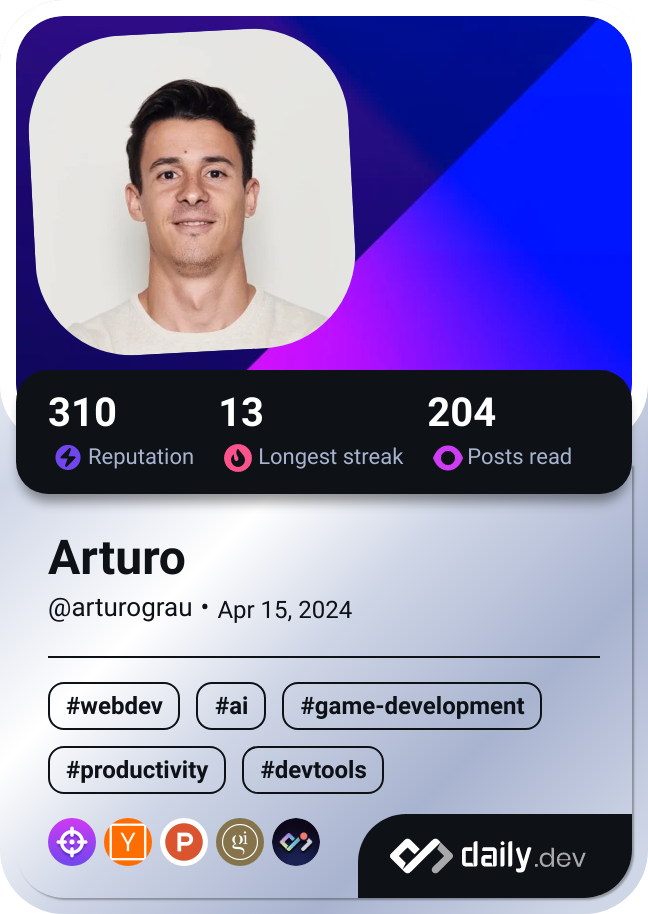 310 13 204
Reputation Longest streak Posts read
Arturo
@arturograu • Apr 15, 2024
#webdev #ai #game-development
#productivity #devtools
Y P gi
daily.dev